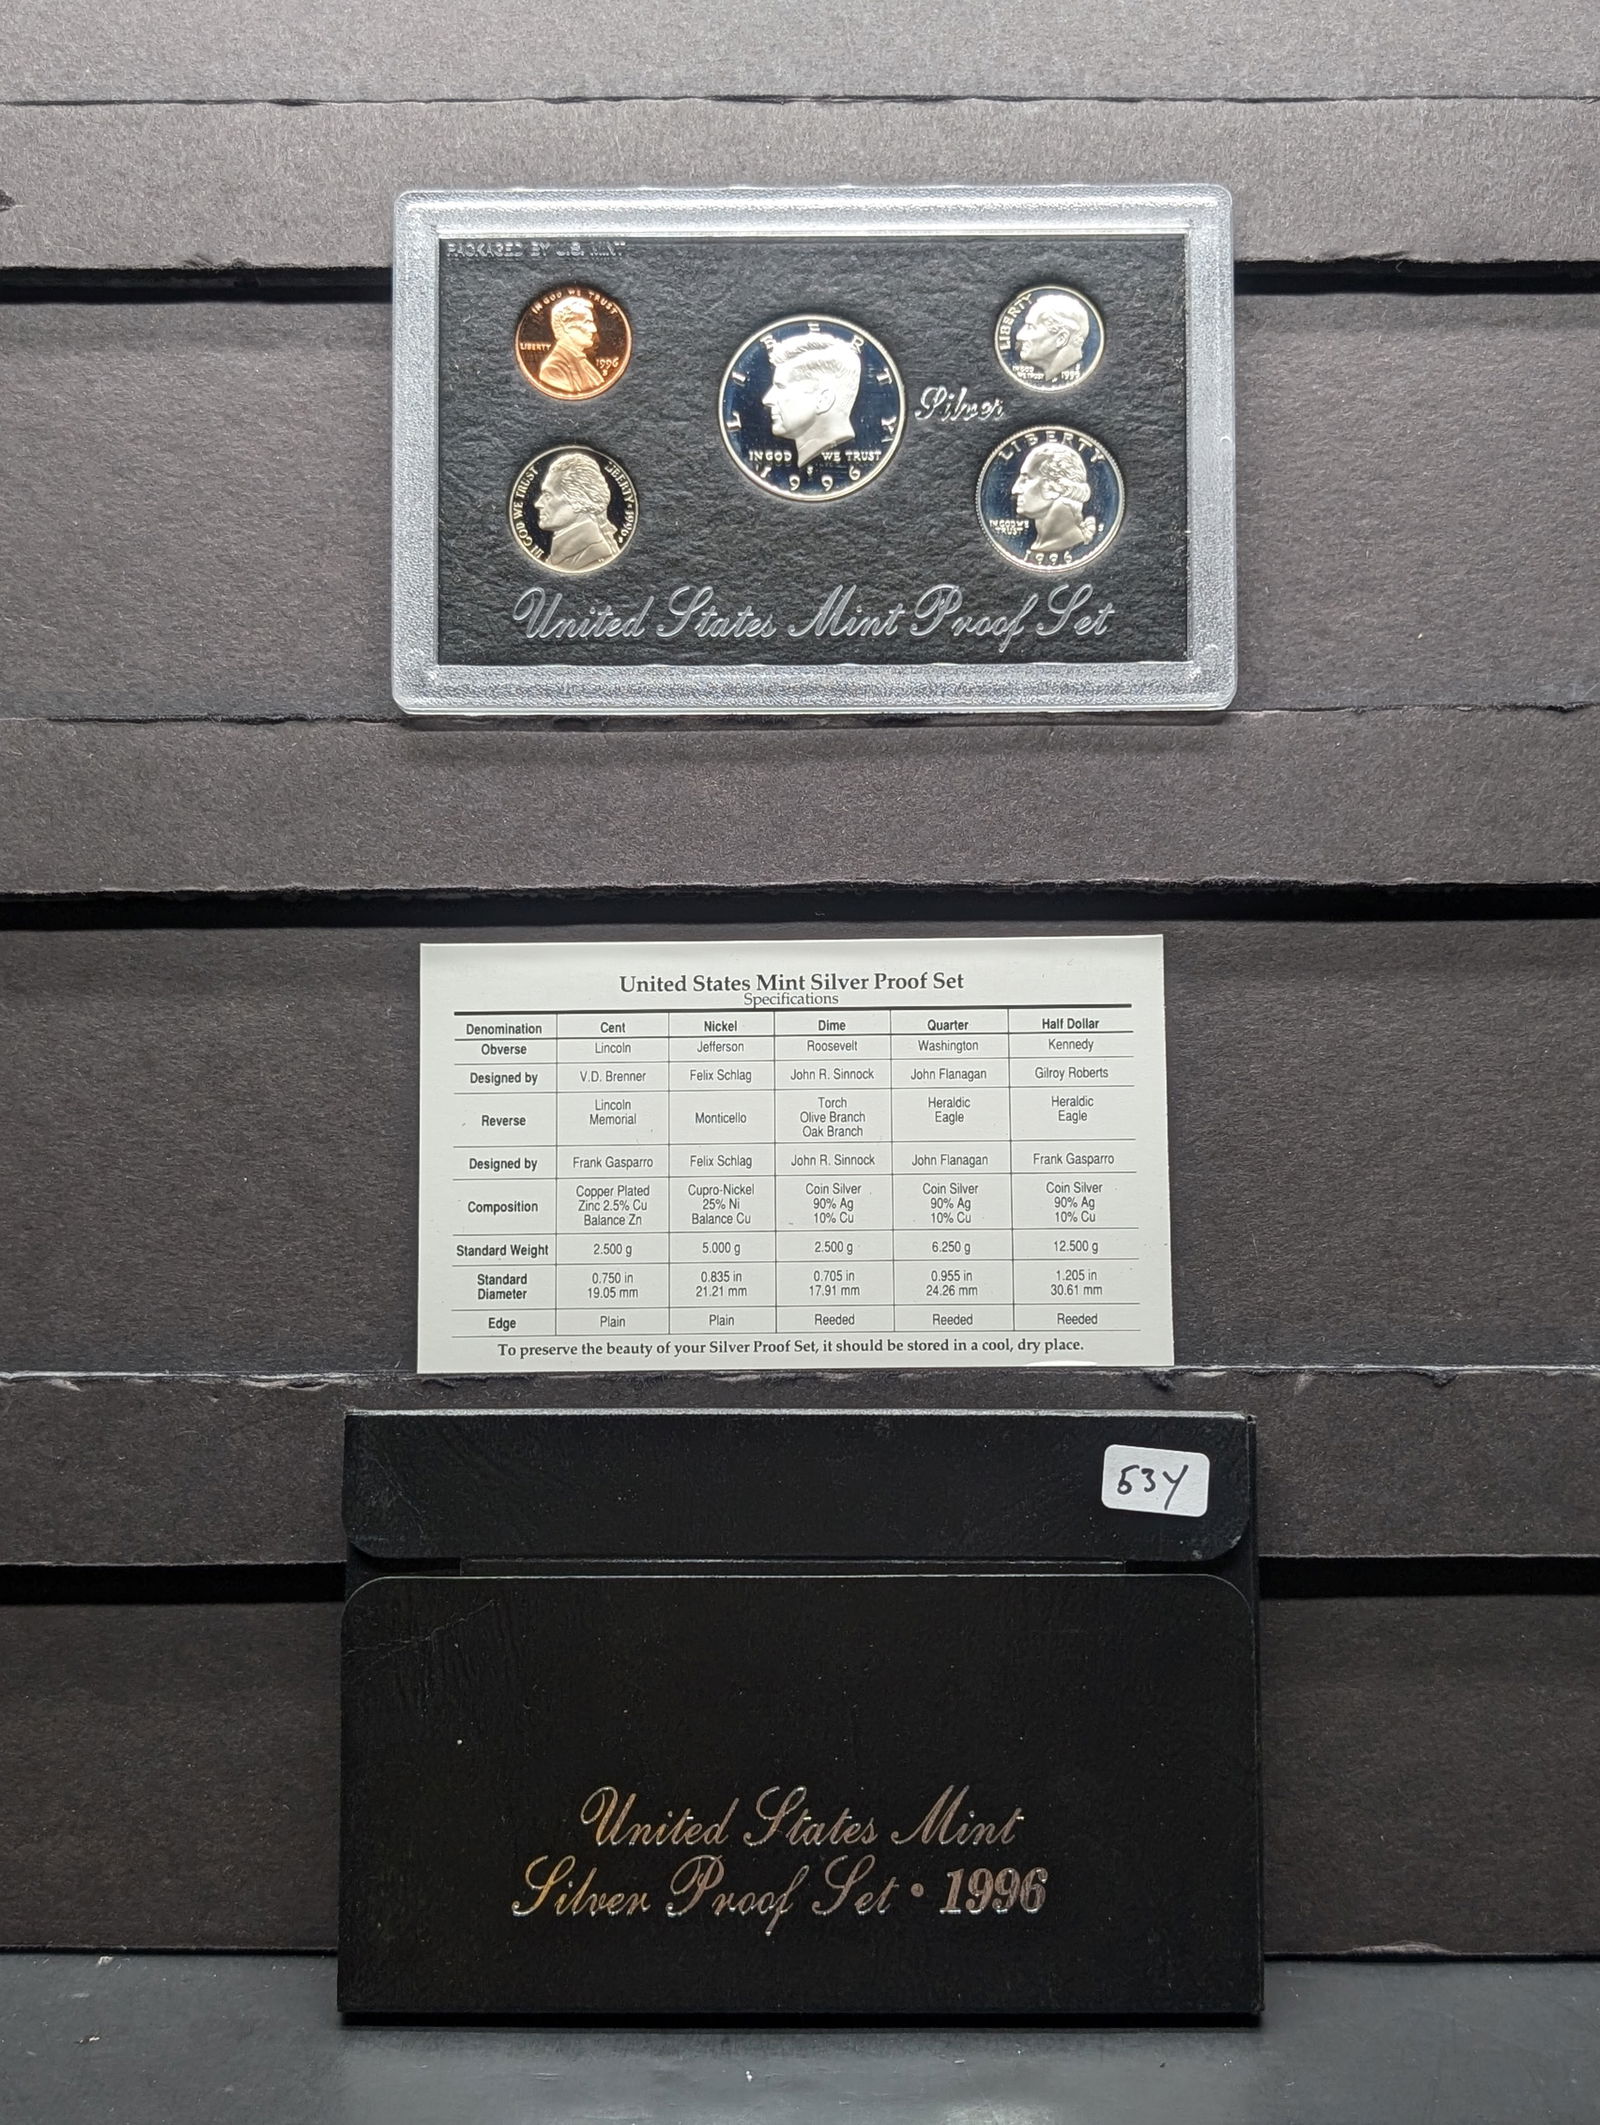 PACKAGED BY U.S. MINT
IN GOD WE TRUST
LIBERTY
1996
S
LIBERTY
IN GOD WE TRUST
S
1996
LIBERTY
IN GOD
WE TRUST
S
1996
Silver
IN GOD WE TRUST
LIBERTY • 1996
LIBERTY
IN GOD WE
TRUST
S
1996
United States Mint Proof Set
United States Mint Silver Proof Set
Specifications
Denomination Cent Nickel Dime Quarter Half Dollar
Obverse Lincoln Jefferson Roosevelt Washington Kennedy
Designed by V.D. Brenner Felix Schlag John R. Sinnock John Flanagan Gilroy Roberts
Reverse Lincoln Memorial Monticello Torch Olive Branch Oak Branch Heraldic Eagle Heraldic Eagle
Designed by Frank Gasparro Felix Schlag John R. Sinnock John Flanagan Frank Gasparro
Composition Copper Plated Zinc 2.5% Cu Balance Zn Cupro-Nickel 25% Ni Balance Cu Coin Silver 90% Ag 10% Cu Coin Silver 90% Ag 10% Cu Coin Silver 90% Ag 10% Cu
Standard Weight 2.500 g 5.000 g 2.500 g 6.250 g 12.500 g
Standard Diameter 0.750 in 19.05 mm 0.835 in 21.21 mm 0.705 in 17.91 mm 0.955 in 24.26 mm 1.205 in 30.61 mm
Edge Plain Plain Reeded Reeded Reeded
To preserve the beauty of your Silver Proof Set, it should be stored in a cool, dry place.
53Y
United States Mint
Silver Proof Set • 1996